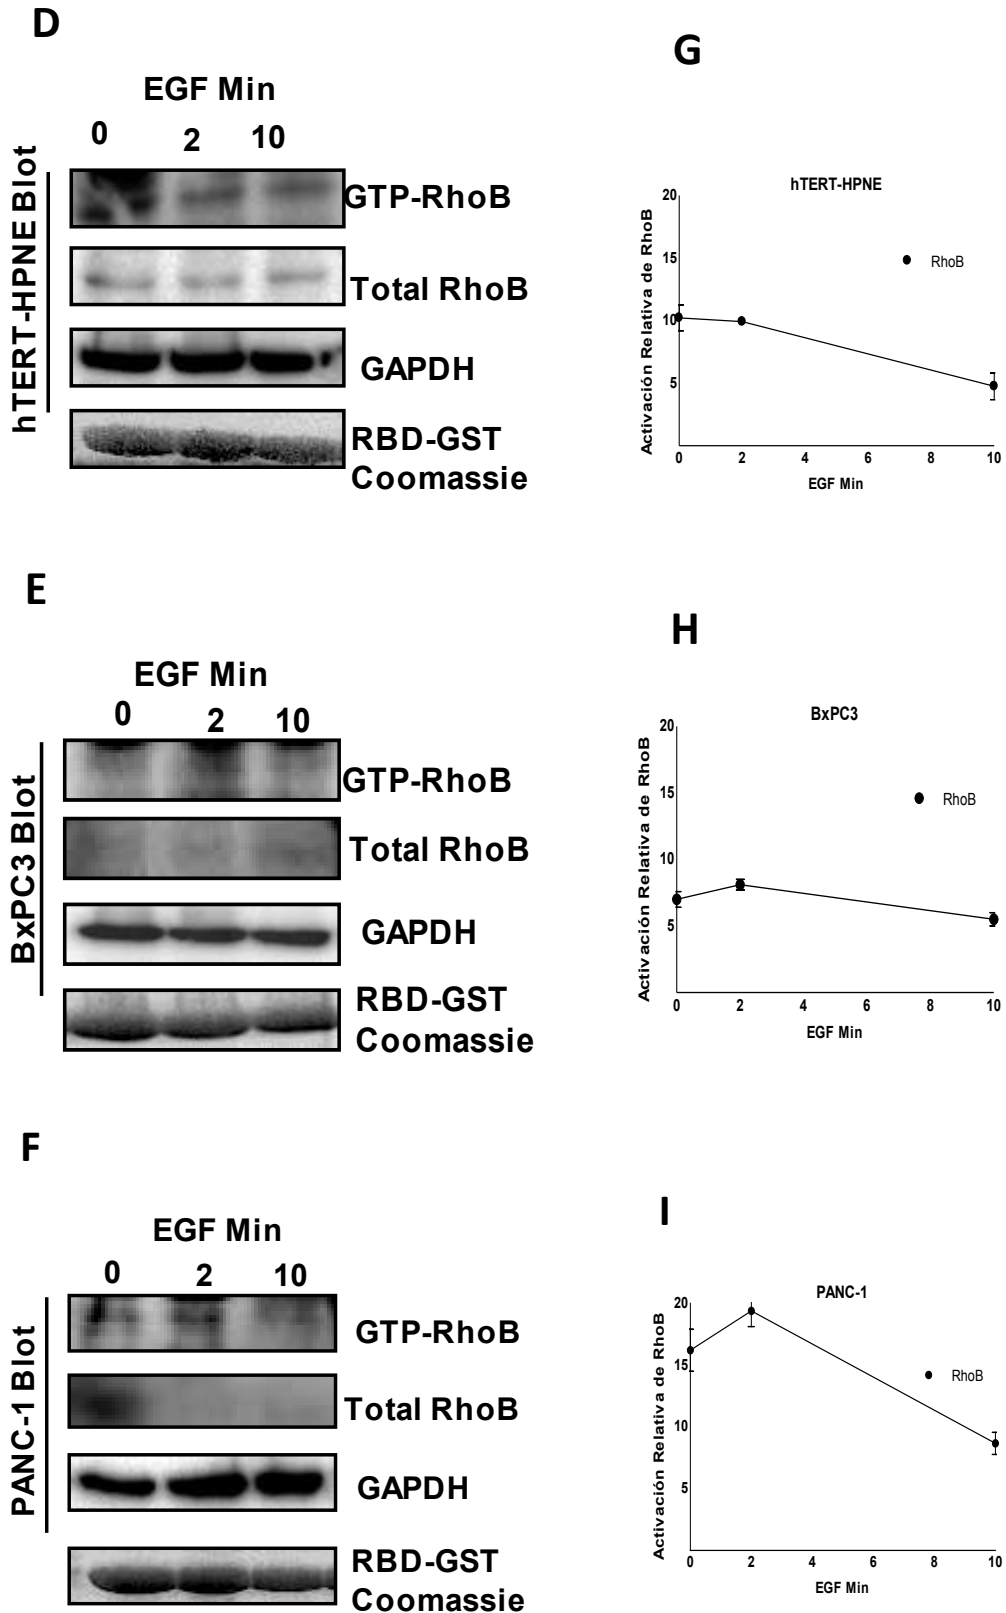 D
EGF Min
0 2 10
hTERT-HPNE Blot
GTP-RhoB
Total RhoB
GAPDH
RBD-GST
Coomassie
G
hTERT-HPNE
Activación Relativa de RhoB
20
15
10
5
RhoB
0 2 4 6 8 10
EGF Min
E
EGF Min
0 2 10
BxPC3 Blot
GTP-RhoB
Total RhoB
GAPDH
RBD-GST
Coomassie
H
BxPC3
Activación Relativa de RhoB
20
15
10
5
RhoB
0 2 4 6 8 10
EGF Min
F
EGF Min
0 2 10
PANC-1 Blot
GTP-RhoB
Total RhoB
GAPDH
RBD-GST
Coomassie
I
PANC-1
Activación Relativa de RhoB
20
15
10
5
RhoB
0 2 4 6 8 10
EGF Min